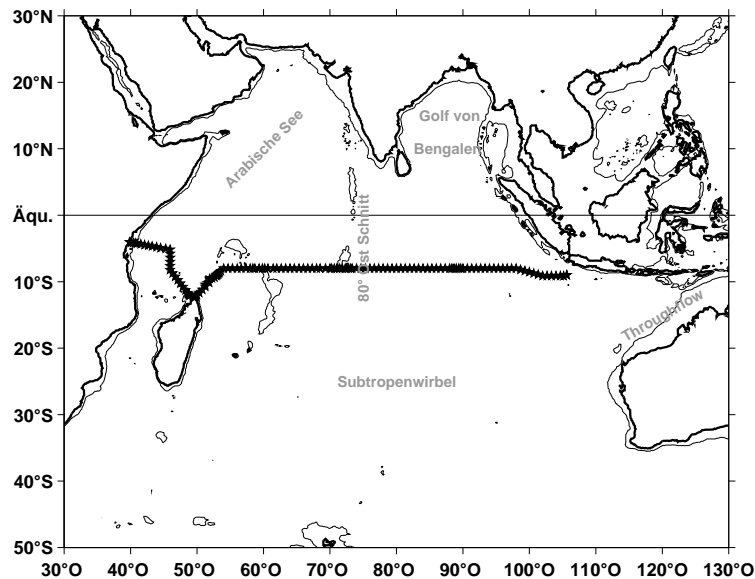 30°N
20°N
10°N
Äqu.
10°S
20°S
30°S
40°S
50°S
Arabische See
Golf von
Bengalen
80° Ost Schnitt
Throughflow
Subtropenwirbel
30°O 40°O 50°O 60°O 70°O 80°O 90°O 100°O 110°O 120°O 130°O